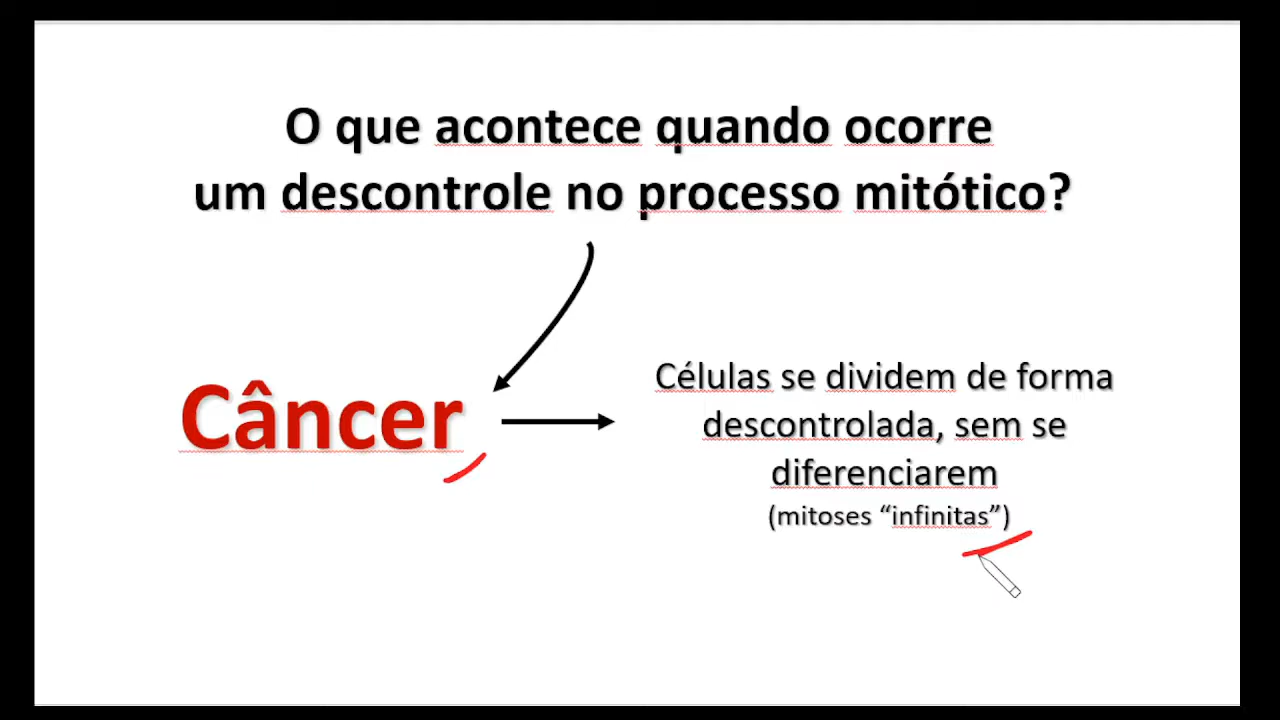 O que acontece quando ocorre
um descontrole no processo mitótico?
Câncer
Células se dividem de forma
descontrolada, sem se
diferenciarem
(mitoses “infinitas”)